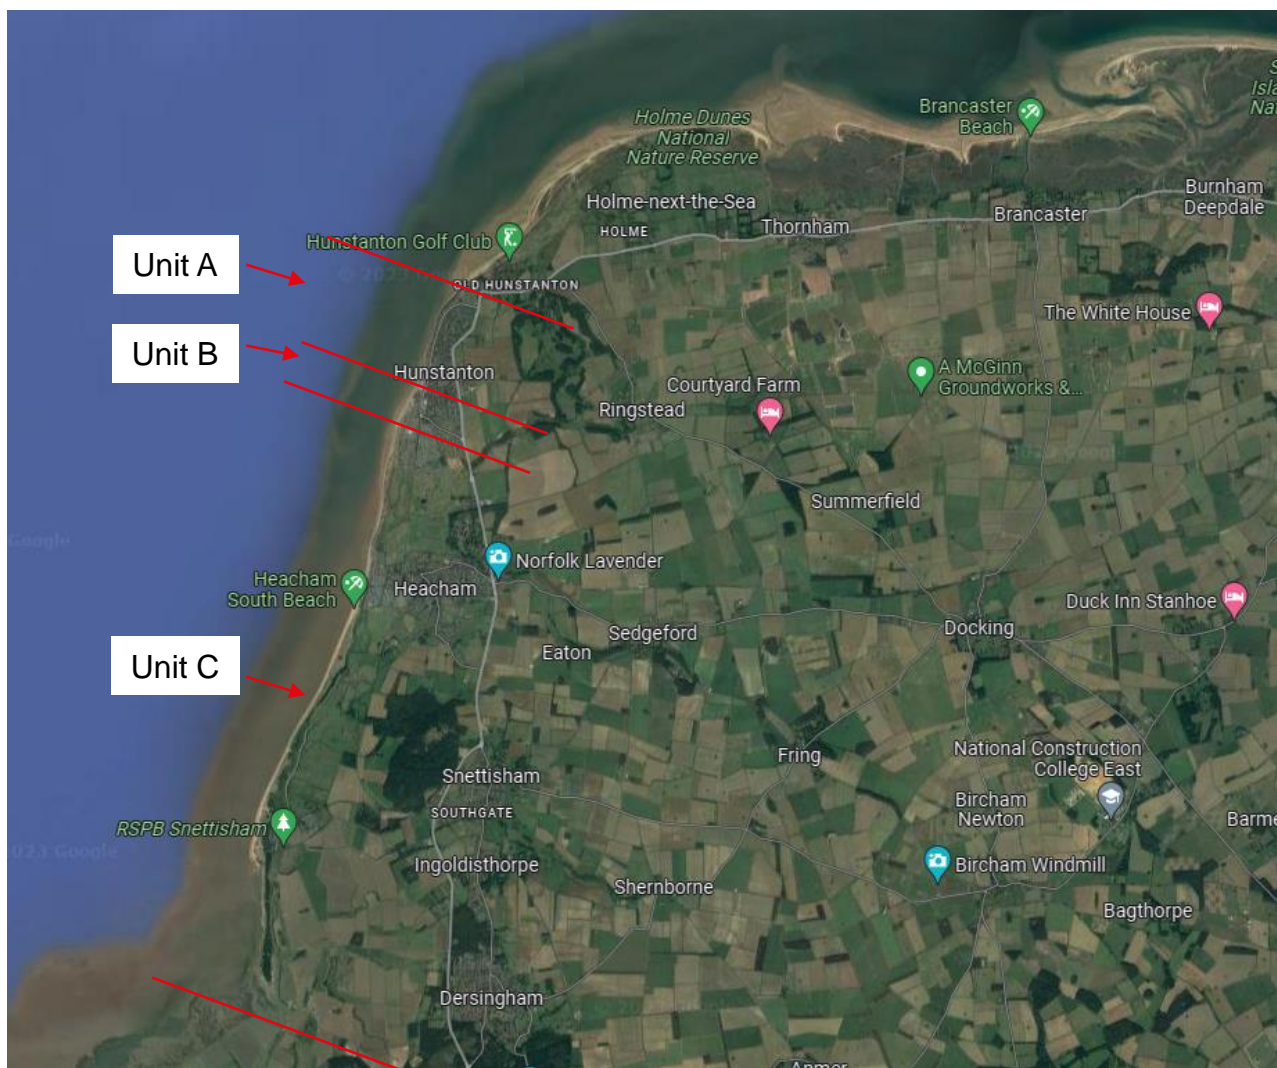 Brancaster
Beach
Holme Dunes
National
Nature Reserve
Burnham
Deepdale
Holme-next-the-Sea
HOLME
Thornham
Brancaster
Hunstanton Golf Club
Unit A
OLD HUNSTANTON
The White House
Unit B
Hunstanton
Courtyard Farm
A McGinn
Groundworks &...
Ringstead
Summerfield
Google
Norfolk Lavender
Heacham
South Beach
Heacham
Duck Inn Stanhoe
Sedgeford
Docking
Eaton
Unit C
Fring
National Construction
College East
Snettisham
SOUTHGATE
Bircham
Newton
RSPB Snettisham
2023 Google
Ingoldisthorpe
Shernborne
Bircham Windmill
Bagthorpe
Dersingham